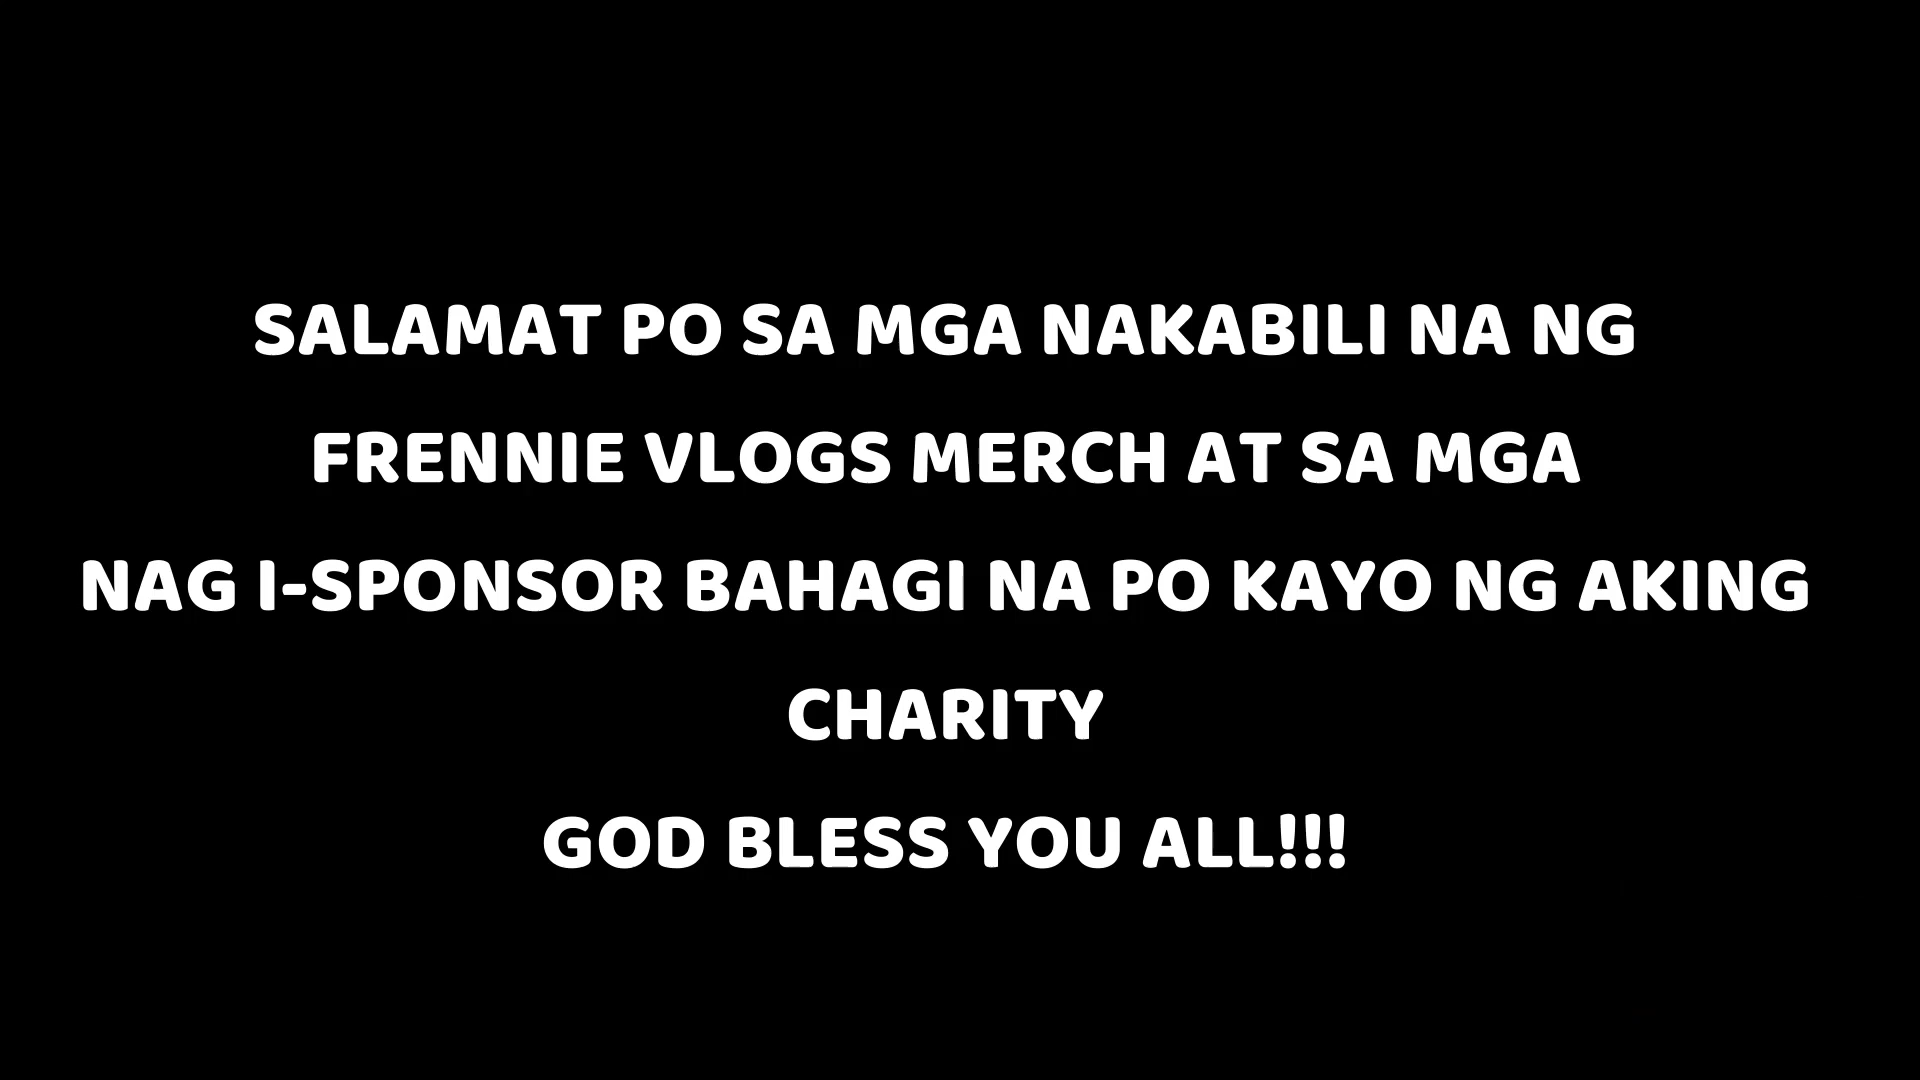 SALAMAT PO SA MGA NAKABILI NA NG
FRENNIE VLOGS MERCH AT SA MGA
NAG I-SPONSOR BAHAGI NA PO KAYO NG AKING
CHARITY
GOD BLESS YOU ALL!!!